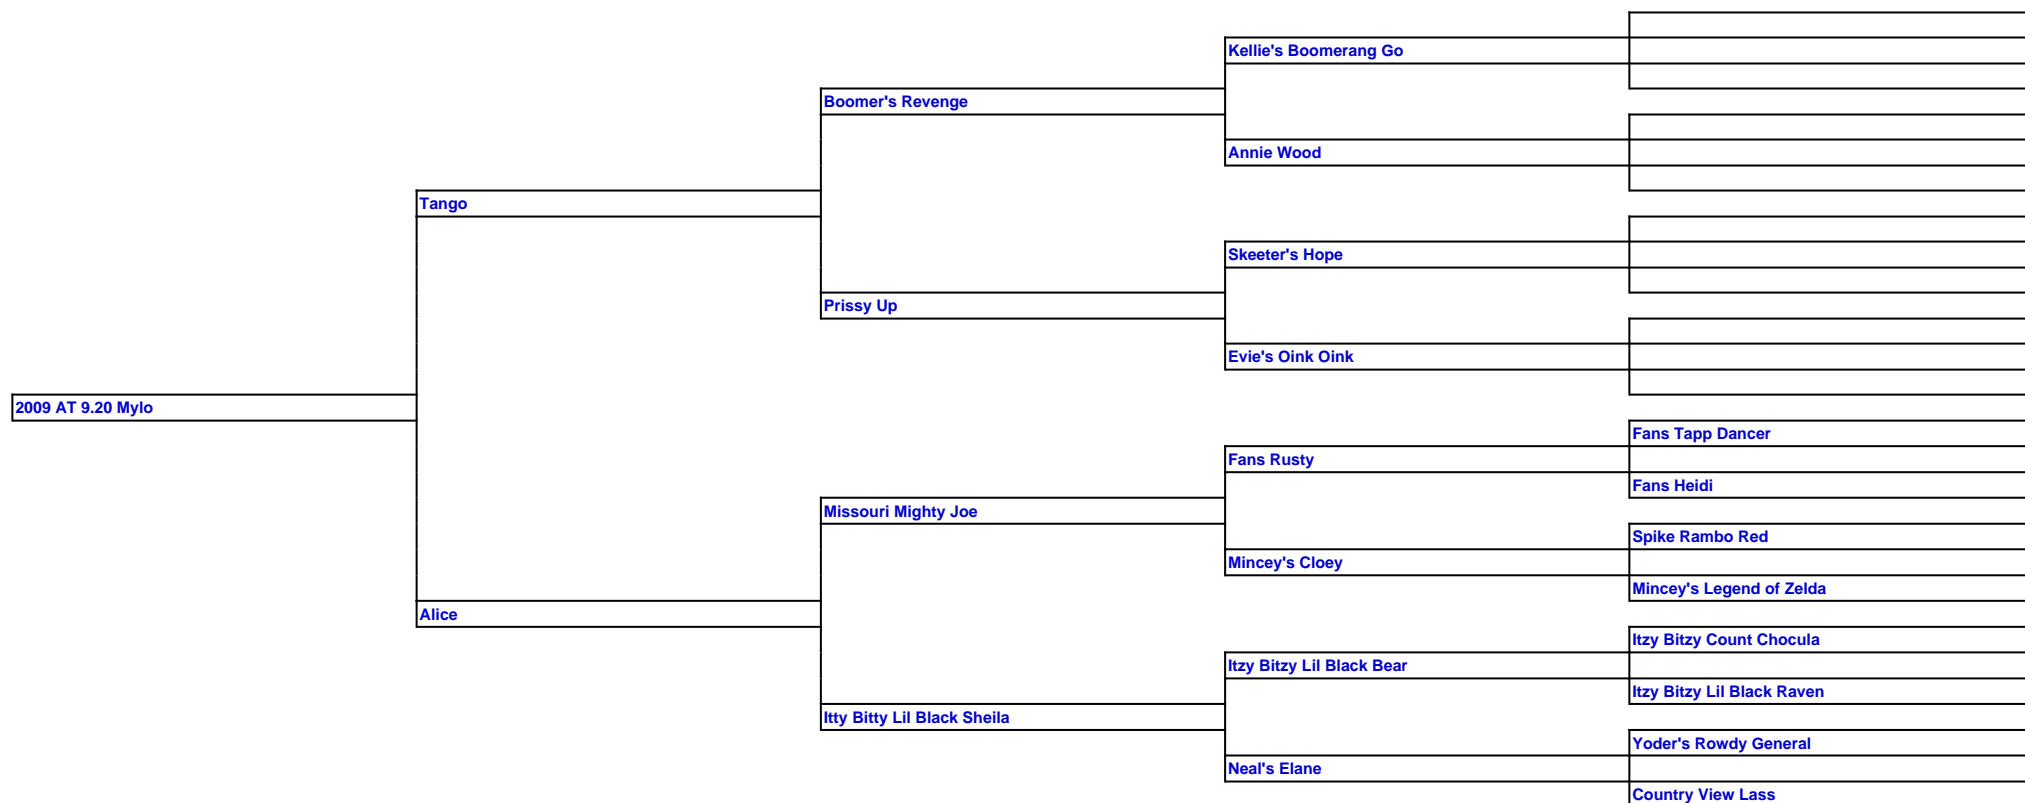 Kellie's Boomerang Go
Boomer's Revenge
Annie Wood
Tango
Skeeter's Hope
Prissy Up
Evie's Oink Oink
2009 AT 9.20 Mylo
Fans Tapp Dancer
Fans Rusty
Fans Heidi
Missouri Mighty Joe
Spike Rambo Red
Mincey's Cloey
Mincey's Legend of Zelda
Alice
Itzy Bitzy Count Chocula
Itzy Bitzy Lil Black Bear
Itzy Bitzy Lil Black Raven
Itty Bitty Lil Black Sheila
Yoder's Rowdy General
Neal's Elane
Country View Lass